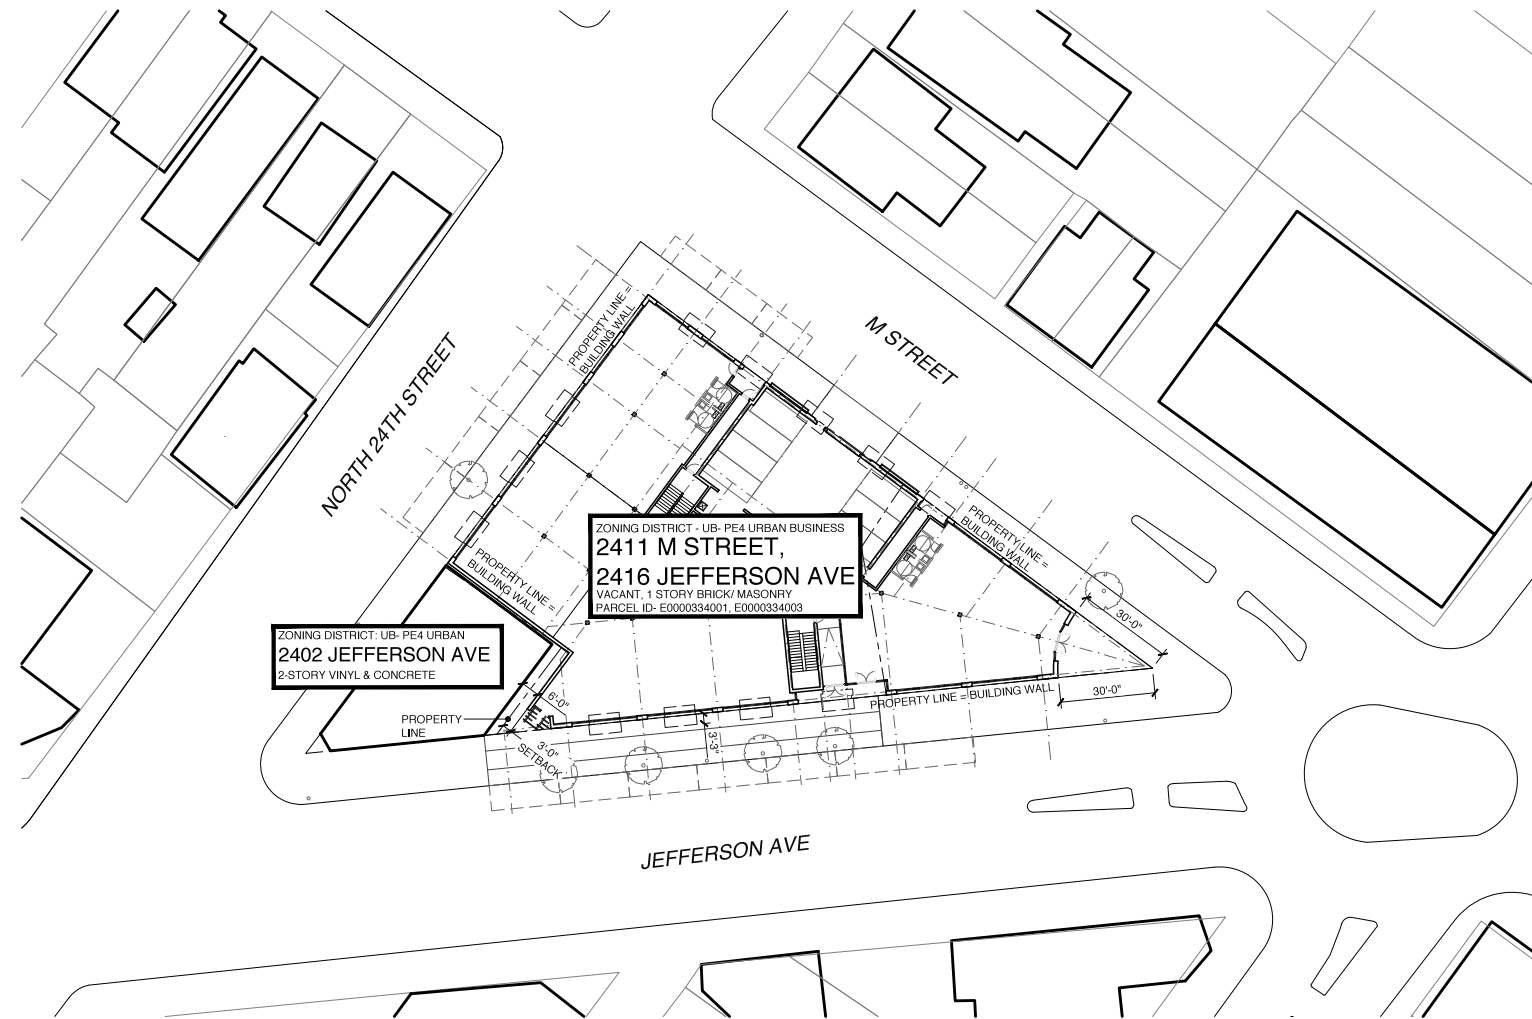 PROPERTY LINE =
BUILDING WALL
M STREET
NORTH 24TH STREET
PROPERTY LINE =
BUILDING WALL
PROPERTY LINE =
BUILDING WALL
ZONING DISTRICT - UB- PE4 URBAN BUSINESS
2411 M STREET,
2416 JEFFERSON AVE
VACANT, 1 STORY BRICK/ MASONRY
PARCEL ID- E0000334001, E0000334003
30'-0"
ZONING DISTRICT: UB- PE4 URBAN
2402 JEFFERSON AVE
2-STORY VINYL & CONCRETE
6'-0"
PROPERTY LINE = BUILDING WALL
30'-0"
PROPERTY
LINE
3'-0"
SETBACK
3'-3"
JEFFERSON AVE